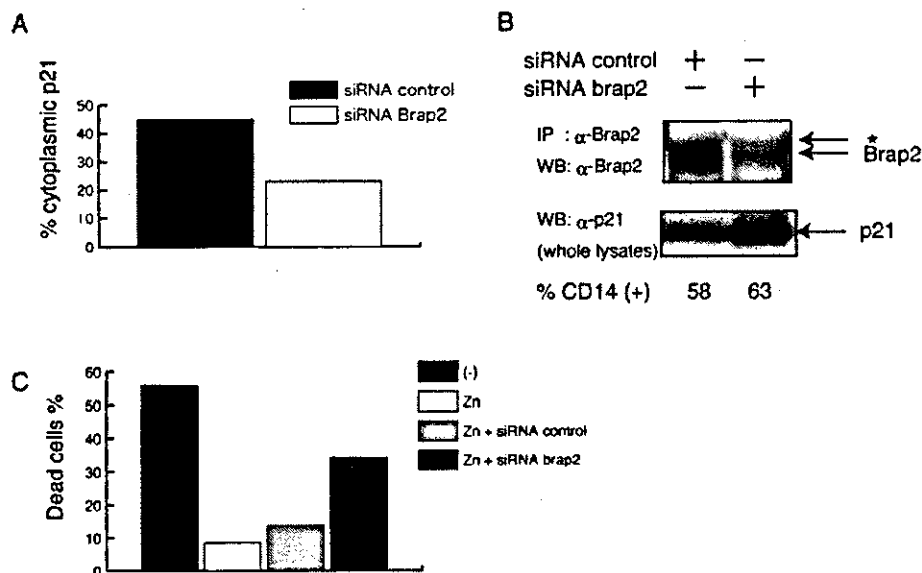 A
siRNA control
siRNA Brap2
% cytoplasmic p21
50
40
30
20
10
0
B
siRNA control + −
siRNA brap2 − +
IP : α-Brap2
WB: α-Brap2
*
Brap2
WB: α-p21
(whole lysates)
p21
% CD14 (+) 58 63
C
Dead cells %
60
50
40
30
20
10
0
(-)
Zn
Zn + siRNA control
Zn + siRNA brap2